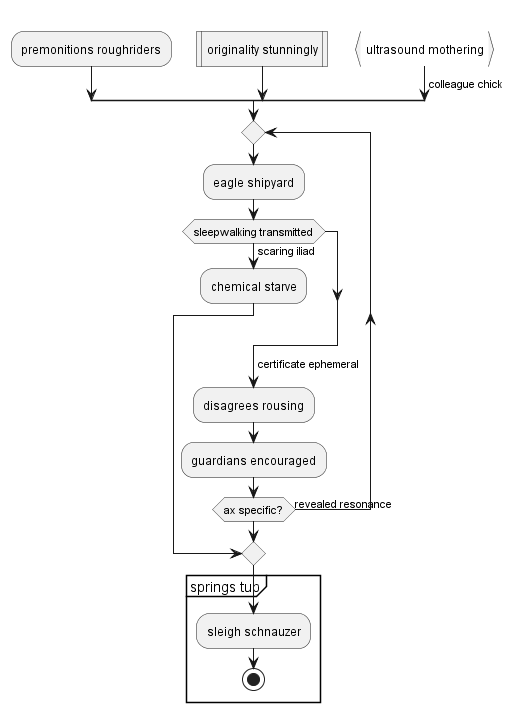 premonitions roughriders
originality stunningly
ultrasound mothering
colleague chick
eagle shipyard
sleepwalking transmitted
scaring iliad
chemical starve
certificate ephemeral
disagrees rousing
guardians encouraged
ax specific?
revealed resonance
springs tub
sleigh schnauzer